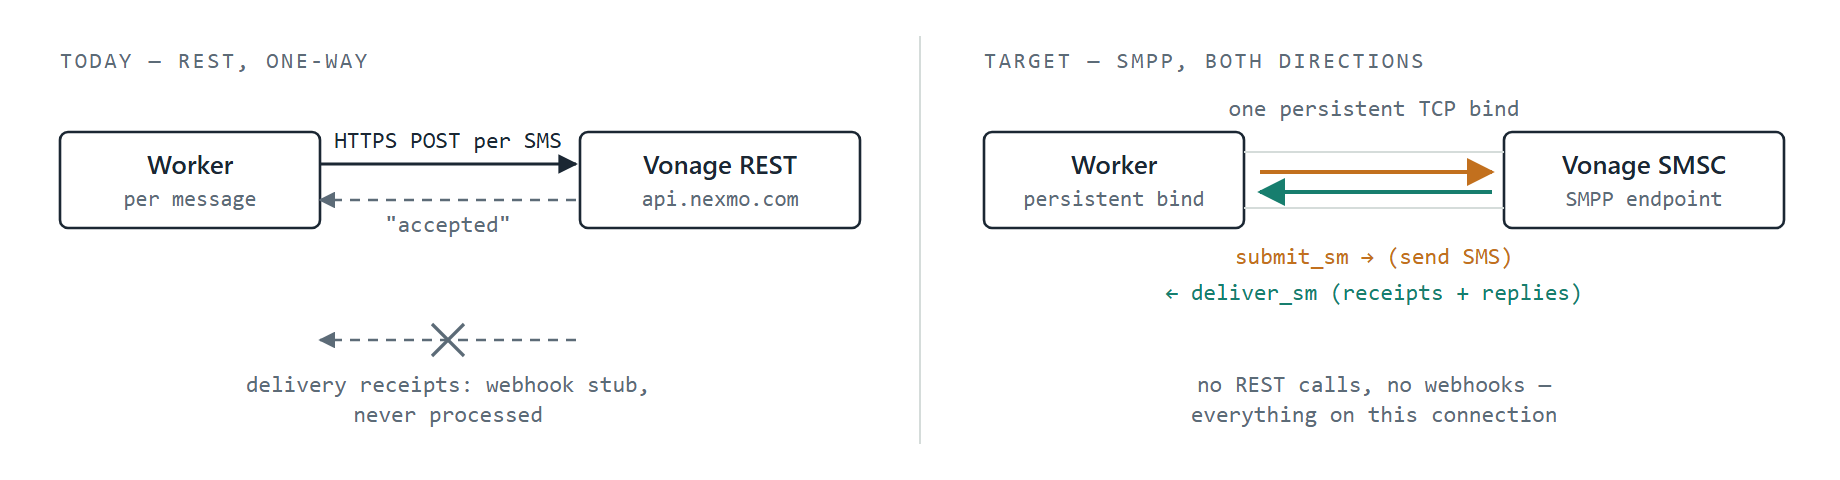 TODAY — REST, ONE-WAY
HTTPS POST per SMS
Worker
per message
Vonage REST
api.nexmo.com
"accepted"
delivery receipts: webhook stub,
never processed
TARGET — SMPP, BOTH DIRECTIONS
one persistent TCP bind
Worker
persistent bind
Vonage SMSC
SMPP endpoint
submit_sm → (send SMS)
← deliver_sm (receipts + replies)
no REST calls, no webhooks —
everything on this connection